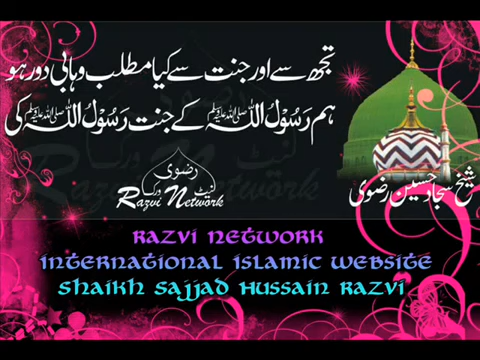 تجھ سے اور جنت سے کیا مطلب وہابی دور ہو
ہم رَسُوْلُ اللہ ﷺ کے جنت رَسُوْلُ اللہ ﷺ کی
رضوی
نیٹ ورک
Razvi Network
شیخ سجاد حسین رضوی
RAZVI NETWORK
INTERNATIONAL ISLAMIC WEBSITE
SHAIKH SAJJAD HUSSAIN RAZVI